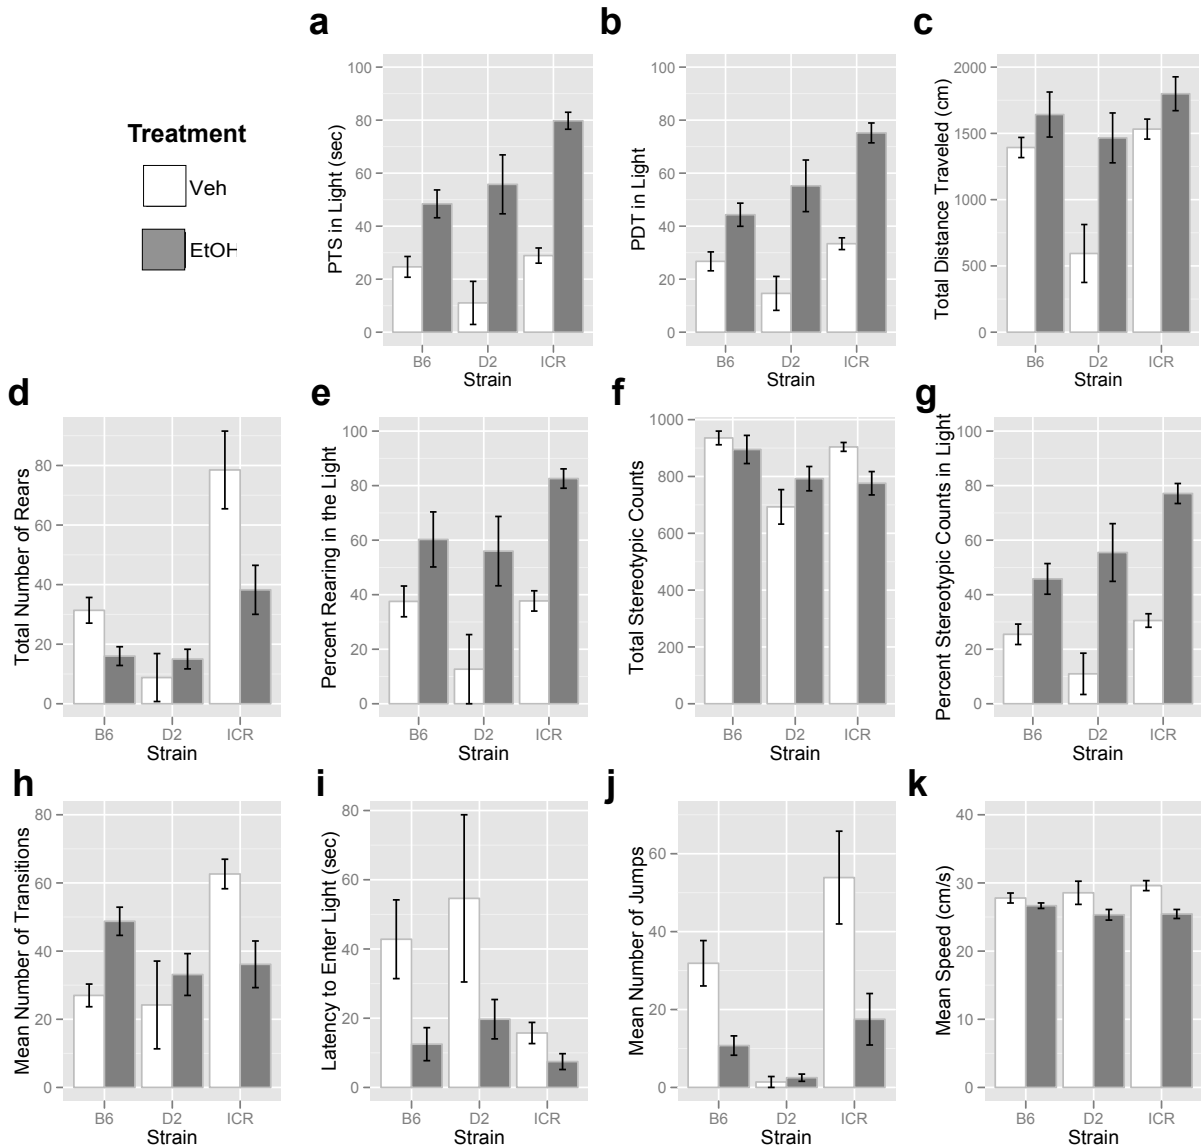 a
b
c
Treatment
Veh
EtOH
PTS in Light (sec)
100
80
60
40
20
0
B6 D2 ICR
Strain
PDT in Light
100
80
60
40
20
0
B6 D2 ICR
Strain
Total Distance Traveled (cm)
2000
1500
1000
500
0
B6 D2 ICR
Strain
d
Total Number of Rears
80
60
40
20
0
B6 D2 ICR
Strain
e
Percent Rearing in the Light
100
80
60
40
20
0
B6 D2 ICR
Strain
f
Total Stereotypic Counts
1000
800
600
400
200
0
B6 D2 ICR
Strain
g
Percent Stereotypic Counts in Light
100
80
60
40
20
0
B6 D2 ICR
Strain
h
Mean Number of Transitions
80
60
40
20
0
B6 D2 ICR
Strain
i
Latency to Enter Light (sec)
80
60
40
20
0
B6 D2 ICR
Strain
j
Mean Number of Jumps
60
40
20
0
B6 D2 ICR
Strain
k
Mean Speed (cm/s)
40
30
20
10
0
B6 D2 ICR
Strain